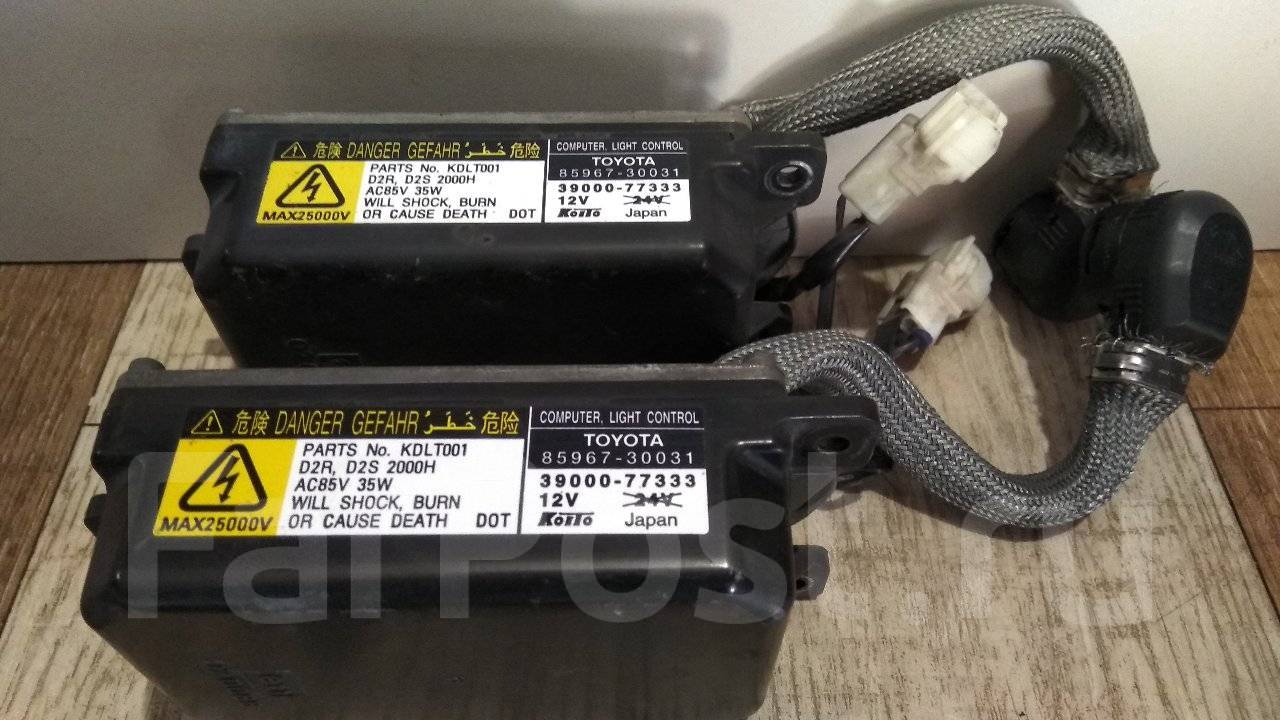 危険 DANGER GEFAHR خَطَرٌ 危险
PARTS No. KDLT001
D2R, D2S 2000H
AC85V 35W
WILL SHOCK, BURN
OR CAUSE DEATH DOT
MAX25000V
COMPUTER, LIGHT CONTROL
TOYOTA
85967-30031
39000-77333
12V 24V
KOITO Japan
危険 DANGER GEFAHR خَطَرٌ 危险
PARTS No. KDLT001
D2R, D2S 2000H
AC85V 35W
WILL SHOCK, BURN
OR CAUSE DEATH DOT
MAX25000V
COMPUTER, LIGHT CONTROL
TOYOTA
85967-30031
39000-77333
12V 24V
KOITO Japan
FarPost.ru